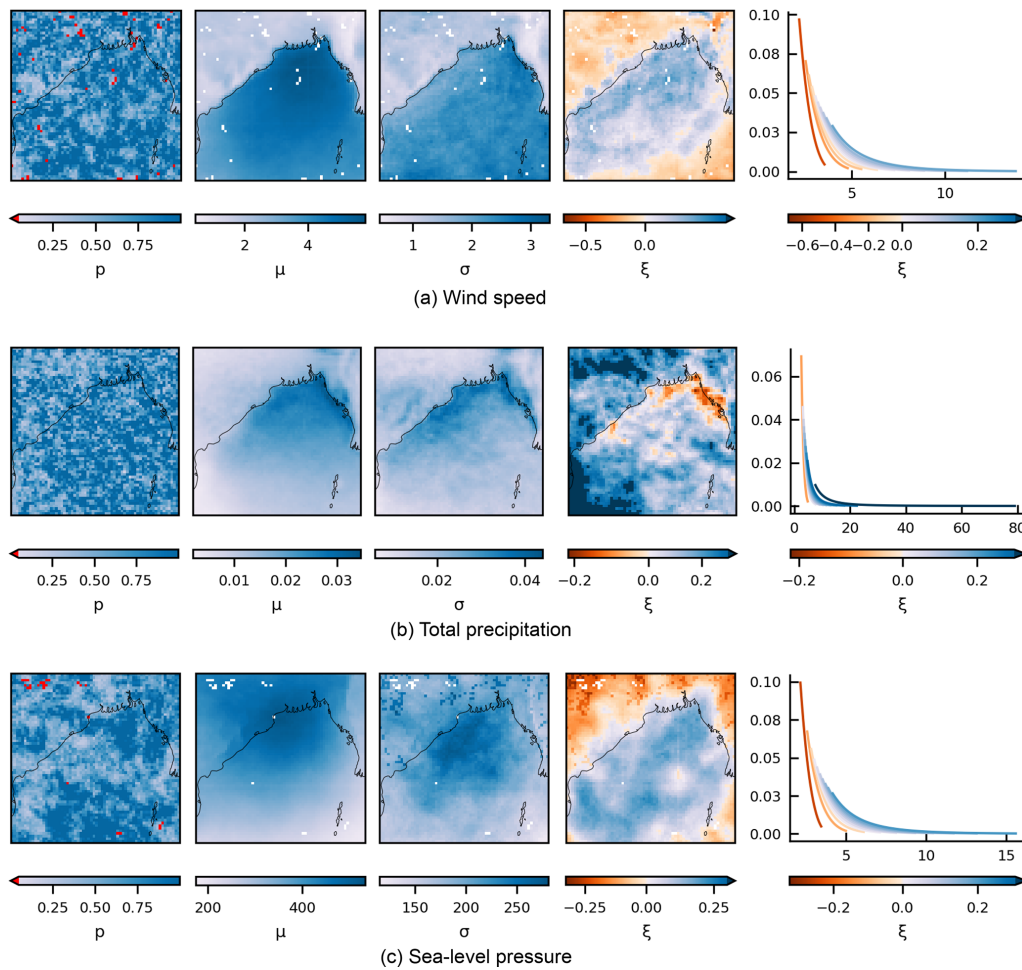 0.10
0.08
0.05
0.03
0.00
5 10
0.25 0.50 0.75
2 4
1 2 3
−0.5 0.0
−0.6 −0.4 −0.2 0.0 0.2
p μ σ ξ ξ
(a) Wind speed
0.06
0.04
0.02
0.00
0 20 40 60 80
0.25 0.50 0.75
0.01 0.02 0.03
0.02 0.04
−0.2 0.0 0.2
−0.2 0.0 0.2
p μ σ ξ ξ
(b) Total precipitation
0.10
0.08
0.05
0.03
0.00
5 10 15
0.25 0.50 0.75
200 400
150 200 250
−0.25 0.00 0.25
−0.2 0.0 0.2
p μ σ ξ ξ
(c) Sea-level pressure